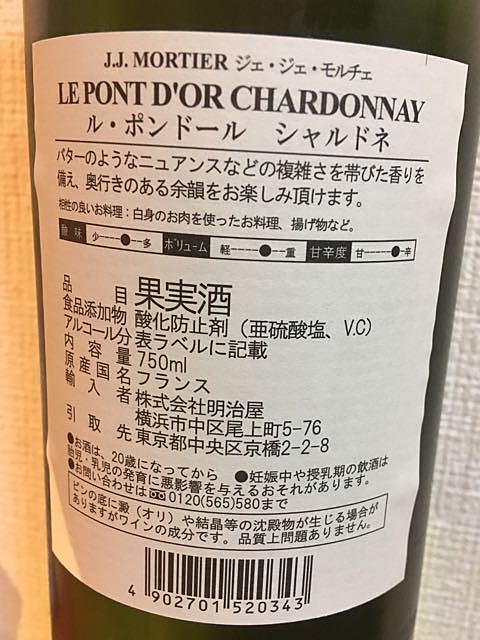 J.J. MORTIER ジェ・ジェ・モルチェ
LE PONT D'OR CHARDONNAY
ル・ポンドール シャルドネ
バターのようなニュアンスなどの複雑さを帯びた香りを
備え、奥行きのある余韻をお楽しみ頂けます。
相性の良いお料理：白身のお肉を使ったお料理、揚げ物など。
酸味 少----●--多 ボリューム 軽----●--重 甘辛度 甘-----●-辛
品目 果実酒
食品添加物 酸化防止剤（亜硫酸塩、V.C）
アルコール分 表ラベルに記載
内容量 750ml
原産国名 フランス
輸入者 株式会社明治屋
横浜市中区尾上町5-76
引取先 東京都中央区京橋2-2-8
●お酒は、20歳になってから ●妊娠中や授乳期の飲酒は
胎児・乳児の発育に悪影響を与えるおそれがあります。
●お問い合わせは 0120(565)580まで
ビンの底に澱（オリ）や結晶等の沈殿物が生じる場合が
ありますがワインの成分です。品質上問題ありません。
4 902701 520343